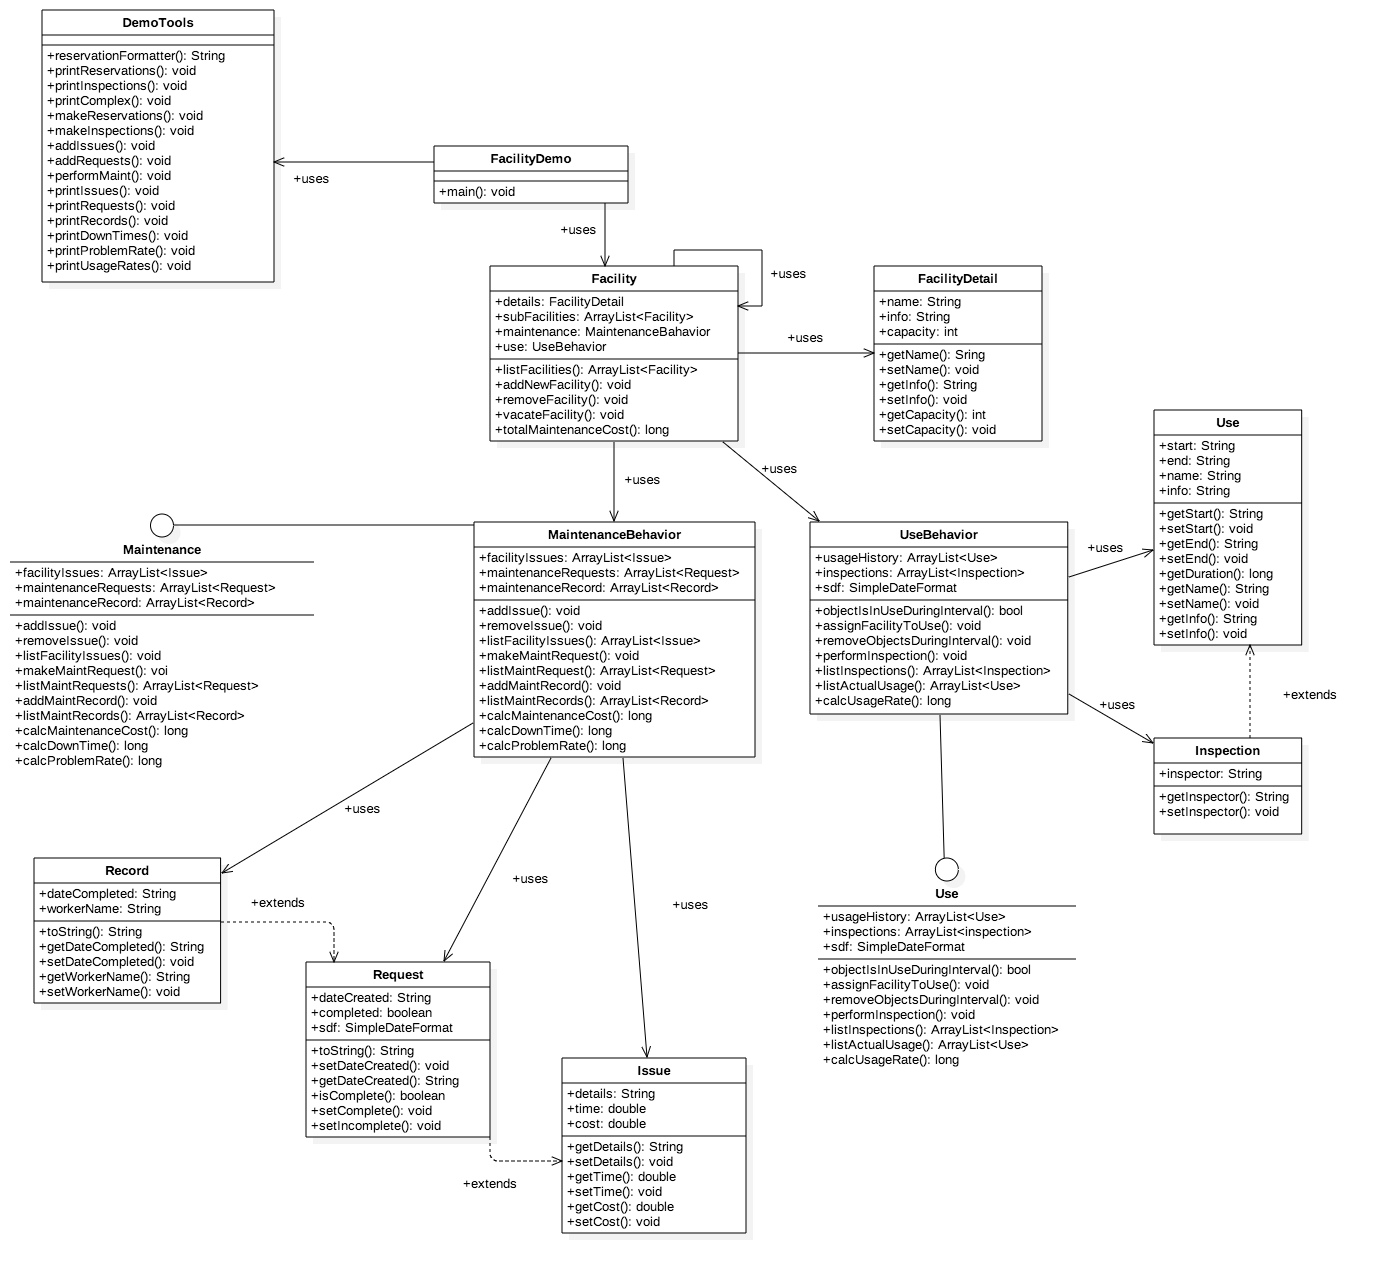 DemoTools
+reservationFormatter(): String
+printReservations(): void
+printInspections(): void
+printComplex(): void
+makeReservations(): void
+makeInspections(): void
+addIssues(): void
+addRequests(): void
+performMaint(): void
+printIssues(): void
+printRequests(): void
+printRecords(): void
+printDownTimes(): void
+printProblemRate(): void
+printUsageRates(): void
+uses
FacilityDemo
+main(): void
+uses
Facility
+details: FacilityDetail
+subFacilities: ArrayList<Facility>
+maintenance: MaintenanceBahavior
+use: UseBehavior
+listFacilities(): ArrayList<Facility>
+addNewFacility(): void
+removeFacility(): void
+vacateFacility(): void
+totalMaintenanceCost(): long
+uses
+uses
FacilityDetail
+name: String
+info: String
+capacity: int
+getName(): Sring
+setName(): void
+getInfo(): String
+setInfo(): void
+getCapacity(): int
+setCapacity(): void
+uses
+uses
Use
+start: String
+end: String
+name: String
+info: String
+getStart(): String
+setStart(): void
+getEnd(): String
+setEnd(): void
+getDuration(): long
+getName(): String
+setName(): void
+getInfo(): String
+setInfo(): void
Maintenance
+facilityIssues: ArrayList<Issue>
+maintenanceRequests: ArrayList<Request>
+maintenanceRecord: ArrayList<Record>
+addIssue(): void
+removeIssue(): void
+listFacilityIssues(): void
+makeMaintRequest(): voi
+listMaintRequests(): ArrayList<Request>
+addMaintRecord(): void
+listMaintRecords(): ArrayList<Record>
+calcMaintenanceCost(): long
+calcDownTime(): long
+calcProblemRate(): long
MaintenanceBehavior
+facilityIssues: ArrayList<Issue>
+maintenanceRequests: ArrayList<Request>
+maintenanceRecord: ArrayList<Record>
+addIssue(): void
+removeIssue(): void
+listFacilityIssues(): ArrayList<Issue>
+makeMaintRequest(): void
+listMaintRequest(): ArrayList<Request>
+addMaintRecord(): void
+listMaintRecords(): ArrayList<Record>
+calcMaintenanceCost(): long
+calcDownTime(): long
+calcProblemRate(): long
UseBehavior
+usageHistory: ArrayList<Use>
+inspections: ArrayList<Inspection>
+sdf: SimpleDateFormat
+objectIsInUseDuringInterval(): bool
+assignFacilityToUse(): void
+removeObjectsDuringInterval(): void
+performInspection(): void
+listInspections(): ArrayList<Inspection>
+listActualUsage(): ArrayList<Use>
+calcUsageRate(): long
+uses
+uses
+extends
Inspection
+inspector: String
+getInspector(): String
+setInspector(): void
+uses
+uses
+uses
Record
+dateCompleted: String
+workerName: String
+toString(): String
+getDateCompleted(): String
+setDateCompleted(): void
+getWorkerName(): String
+setWorkerName(): void
+extends
Request
+dateCreated: String
+completed: boolean
+sdf: SimpleDateFormat
+toString(): String
+setDateCreated(): void
+getDateCreated(): String
+isComplete(): boolean
+setComplete(): void
+setIncomplete(): void
+extends
Issue
+details: String
+time: double
+cost: double
+getDetails(): String
+setDetails(): void
+getTime(): double
+setTime(): void
+getCost(): double
+setCost(): void
Use
+usageHistory: ArrayList<Use>
+inspections: ArrayList<inspection>
+sdf: SimpleDateFormat
+objectIsInUseDuringInterval(): bool
+assignFacilityToUse(): void
+removeObjectsDuringInterval(): void
+performInspection(): void
+listInspections(): ArrayList<Inspection>
+listActualUsage(): ArrayList<Use>
+calcUsageRate(): long